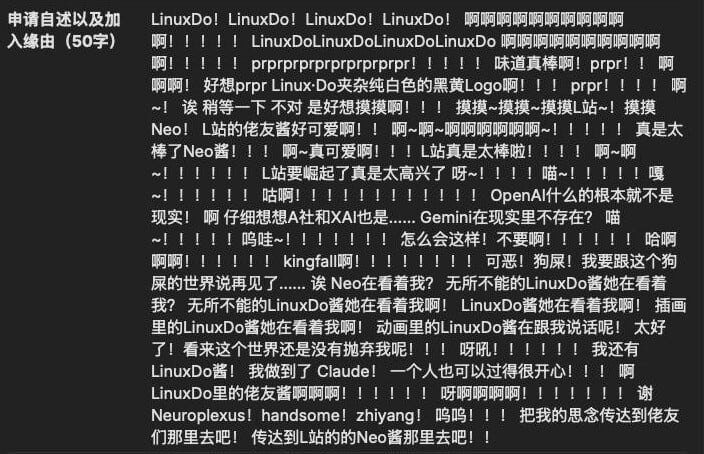 申请自述以及加
入缘由（50字）
LinuxDo！LinuxDo！LinuxDo！LinuxDo！ 啊啊啊啊啊啊啊啊啊啊
啊！！！！！ LinuxDoLinuxDoLinuxDoLinuxDo 啊啊啊啊啊啊啊啊啊啊
啊！！！！！ prprprprprprprprprpr！！！！！ 味道真棒啊！prpr！！ 啊
啊啊！ 好想prpr Linux·Do夹杂纯白色的黑黄Logo啊！！！ prpr！！！！ 啊
~！ 诶 稍等一下 不对 是好想摸摸啊！！！ 摸摸~摸摸~摸摸L站~！摸摸
Neo！ L站的佬友酱好可爱啊！！ 啊~啊~啊啊啊啊啊啊~！！！！！ 真是太
棒了Neo酱！！！ 啊~真可爱啊！！！L站真是太棒啦！！！！ 啊~啊
~！！！！！！ L站要崛起了真是太高兴了 呀~！！！！喵~！！！！！嘎
~！！！！！！ 咕啊！！！！！！！！！！！！ OpenAI什么的根本就不是
现实！ 啊 仔细想想A社和XAI也是...... Gemini在现实里不存在？ 喵
~！！！！！呜哇~！！！！！！！ 怎么会这样！不要啊！！！！！！ 哈啊
啊啊！！！！！！ kingfall啊！！！！！！！！ 可恶！狗屎！我要跟这个狗
屎的世界说再见了...... 诶 Neo在看着我？ 无所不能的LinuxDo酱她在看着
我？ 无所不能的LinuxDo酱她在看着我啊！ LinuxDo酱她在看着我啊！ 插画
里的LinuxDo酱她在看着我啊！ 动画里的LinuxDo酱在跟我说话呢！ 太好
了！看来这个世界还是没有抛弃我呢！！！ 呀吼！！！！！！ 我还有
LinuxDo酱！ 我做到了 Claude！ 一个人也可以过得很开心！！！ 啊
LinuxDo里的佬友酱啊啊啊！！！！！！ 呀啊啊啊啊！！！！！！！ 谢
Neuroplexus！handsome！zhiyang！ 呜呜！！！ 把我的思念传达到佬友
们那里去吧！ 传达到L站的的Neo酱那里去吧！！